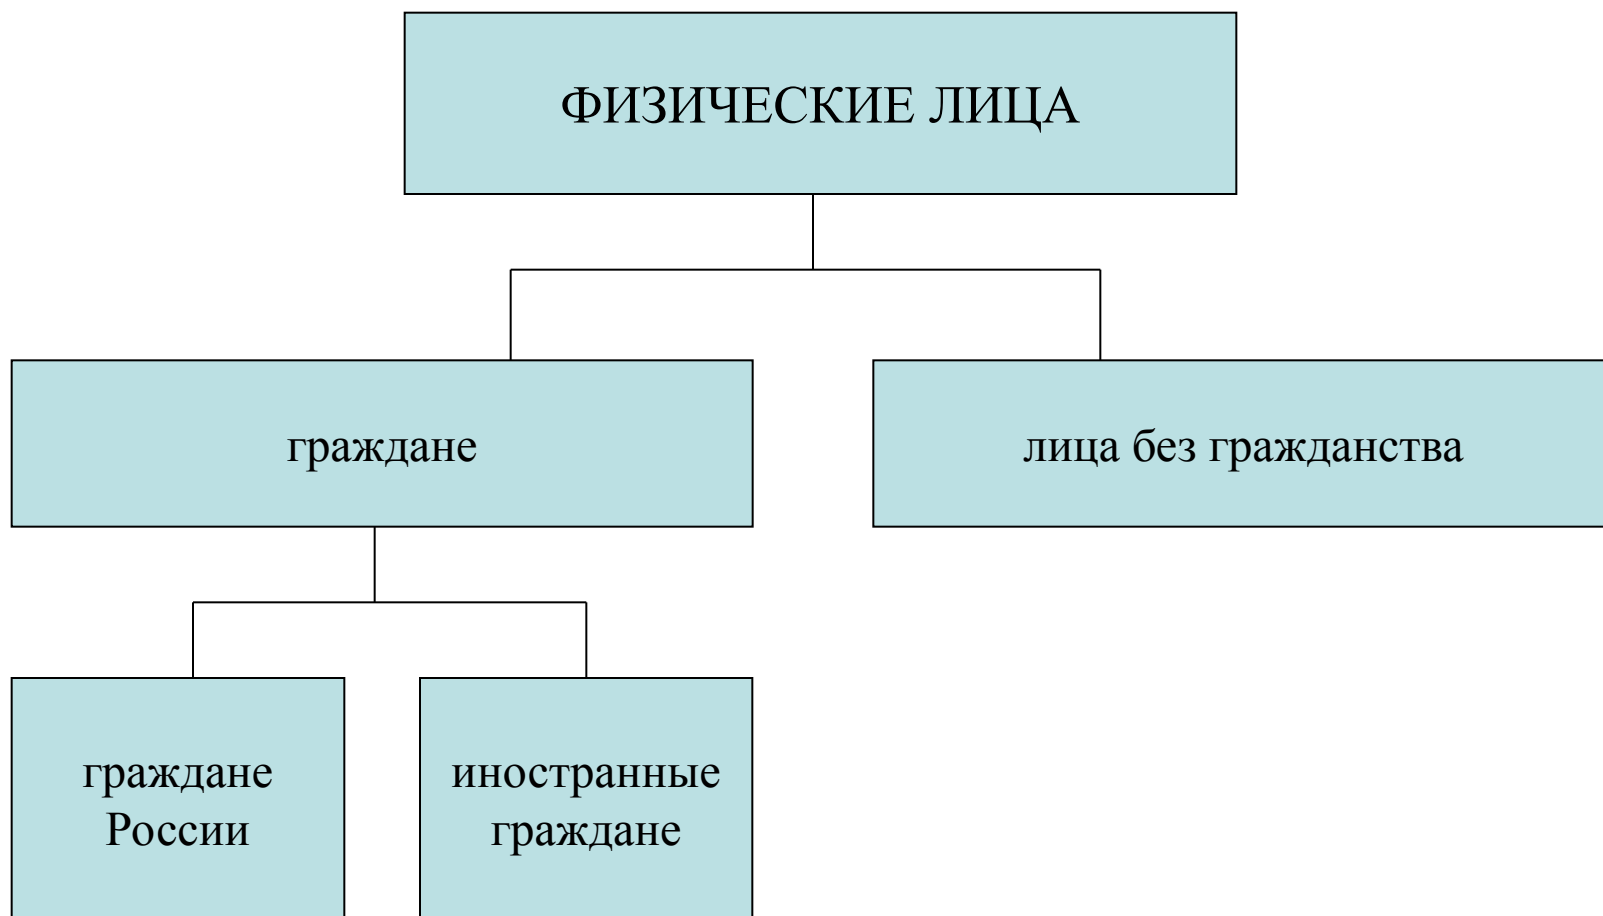 ФИЗИЧЕСКИЕ ЛИЦА
граждане
лица без гражданства
граждане
России
иностранные
граждане